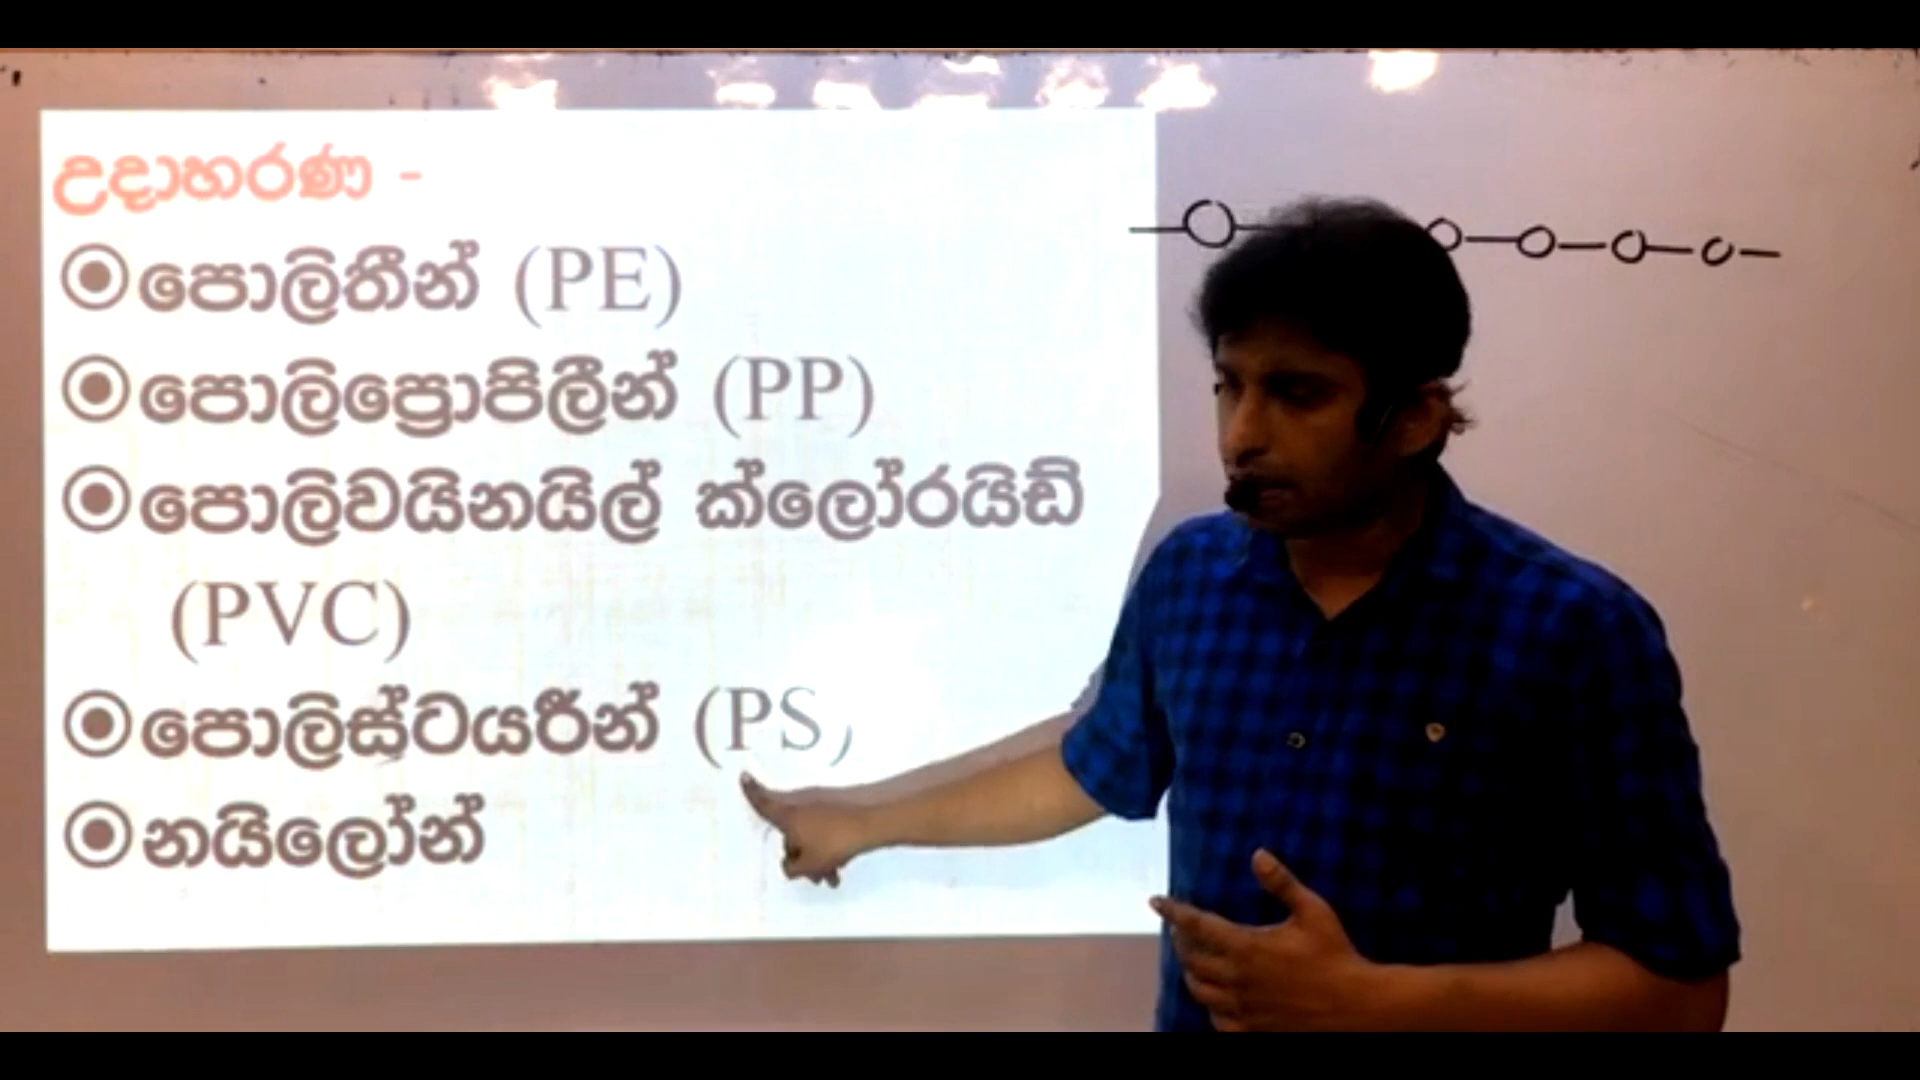 උදාහරණ -
⦿පොලිතීන් (PE)
⦿පොලිප්‍රොපිලීන් (PP)
⦿පොලිවයිනයිල් ක්ලෝරයිඩ්
(PVC)
⦿පොලිස්ටයරීන් (PS)
⦿නයිලෝන්